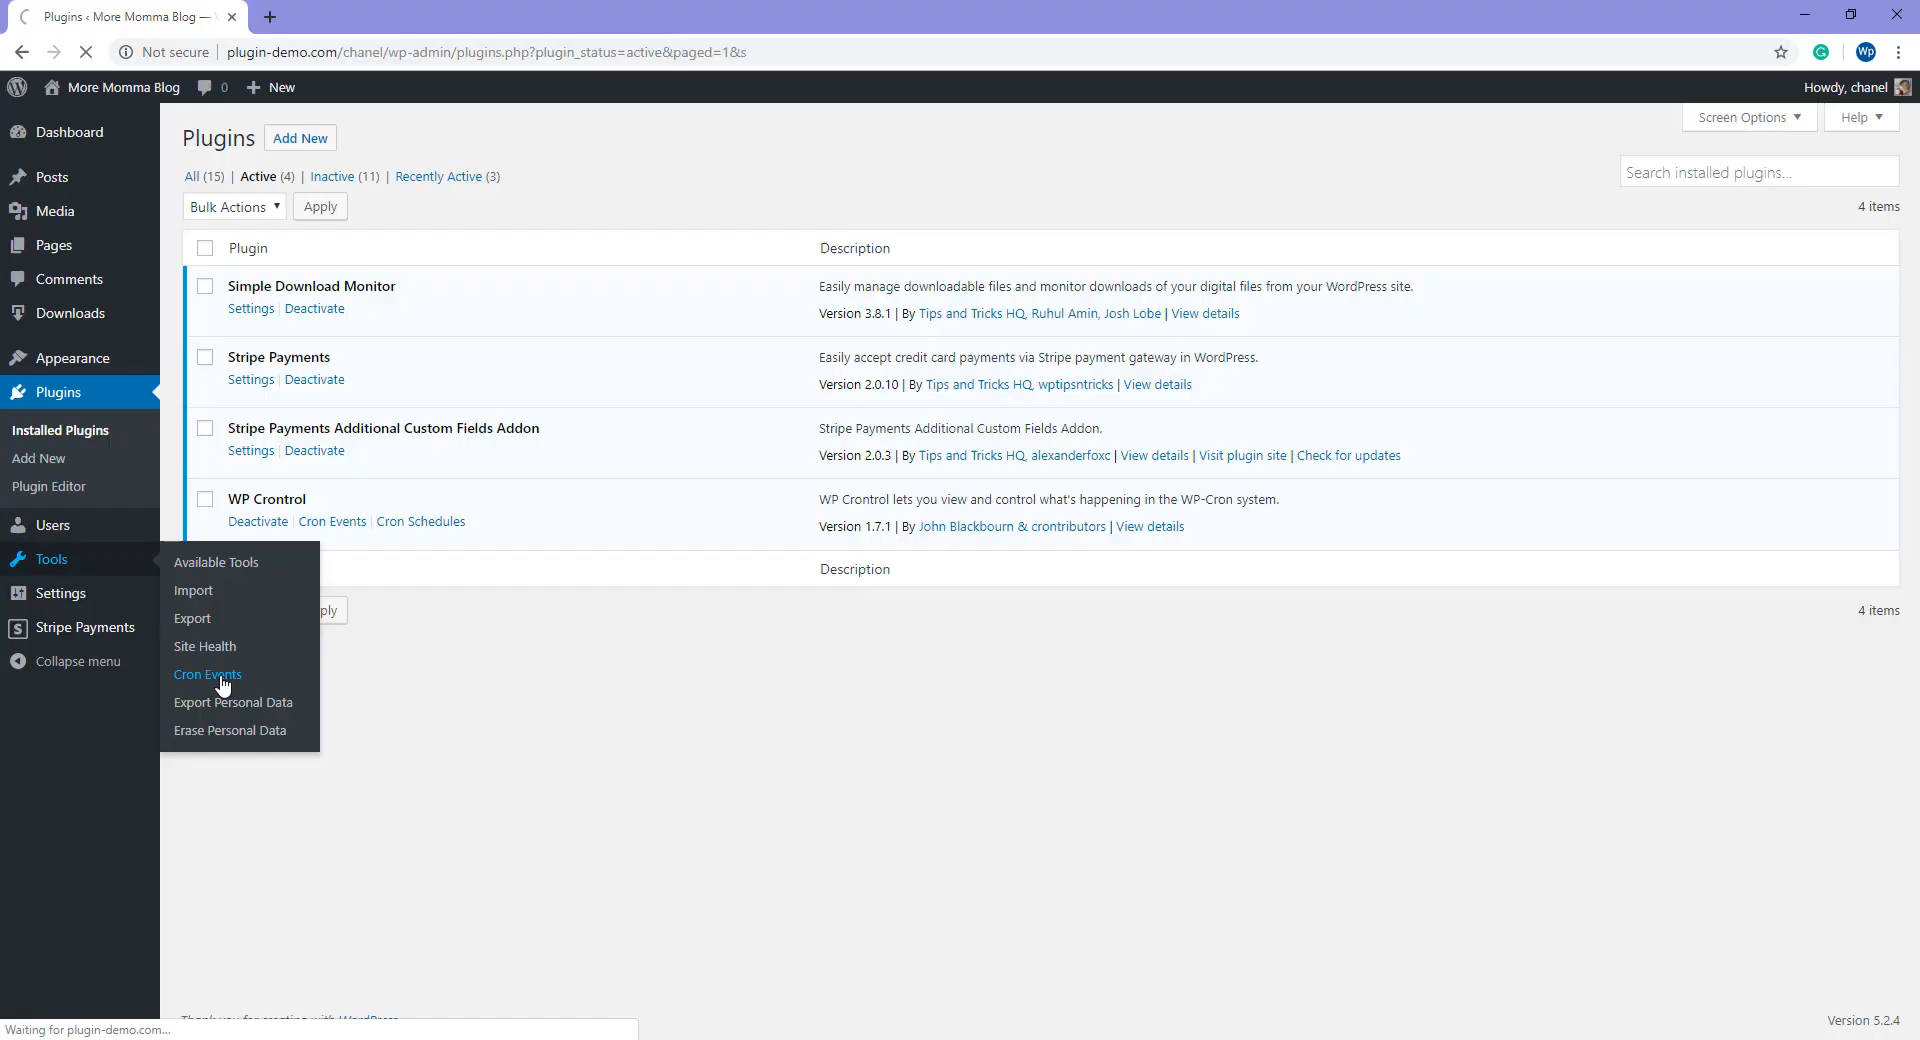 Plugins ‹ More Momma Blog —
Not secure
plugin-demo.com/chanel/wp-admin/plugins.php?plugin_status=active&paged=1&s
Wp
More Momma Blog
0
New
Howdy, chanel
Dashboard
Posts
Media
Pages
Comments
Downloads
Appearance
Plugins
Installed Plugins
Add New
Plugin Editor
Users
Tools
Settings
Stripe Payments
Collapse menu
Available Tools
Import
Export
Site Health
Cron Events
Export Personal Data
Erase Personal Data
Plugins Add New
Screen Options
Help
All (15) | Active (4) | Inactive (11) | Recently Active (3)
Search installed plugins...
Bulk Actions
Apply
4 items
Plugin Description
Simple Download Monitor
Settings | Deactivate
Easily manage downloadable files and monitor downloads of your digital files from your WordPress site.
Version 3.8.1 | By Tips and Tricks HQ, Ruhul Amin, Josh Lobe | View details
Stripe Payments
Settings | Deactivate
Easily accept credit card payments via Stripe payment gateway in WordPress.
Version 2.0.10 | By Tips and Tricks HQ, wptipsntricks | View details
Stripe Payments Additional Custom Fields Addon
Settings | Deactivate
Stripe Payments Additional Custom Fields Addon.
Version 2.0.3 | By Tips and Tricks HQ, alexanderfoxc | View details | Visit plugin site | Check for updates
WP Crontrol
Deactivate | Cron Events | Cron Schedules
WP Crontrol lets you view and control what's happening in the WP-Cron system.
Version 1.7.1 | By John Blackbourn & crontributors | View details
Description
ply
4 items
Thank you for creating with WordPress
Version 5.2.4
Waiting for plugin-demo.com...